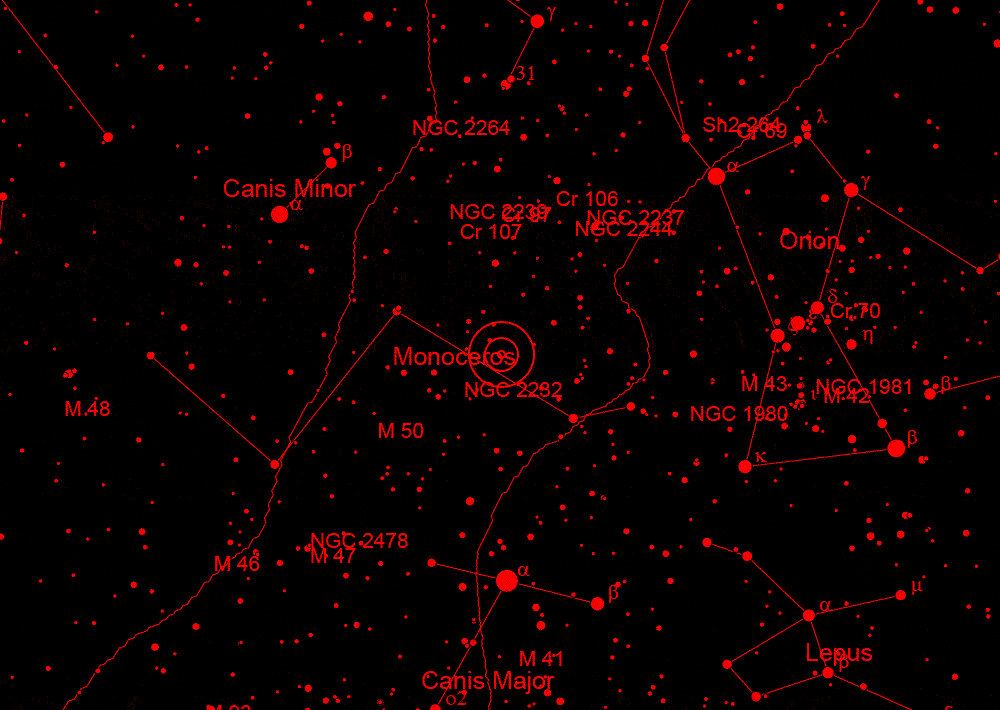 γ
31
NGC 2264
Sh2-264
Cr 69
λ
β
α
Canis Minor
α
γ
Cr 106
NGC 2239
NGC 2237
Cr 107
NGC 2244
Orion
δ
Cr 70
η
Monoceros
NGC 2232
M 43
NGC 1981
β
ι
M 42
M 48
NGC 1980
M 50
β
κ
NGC 2478
M 47
M 46
α
β
μ
α
Lepus
β
M 41
Canis Major
ο2